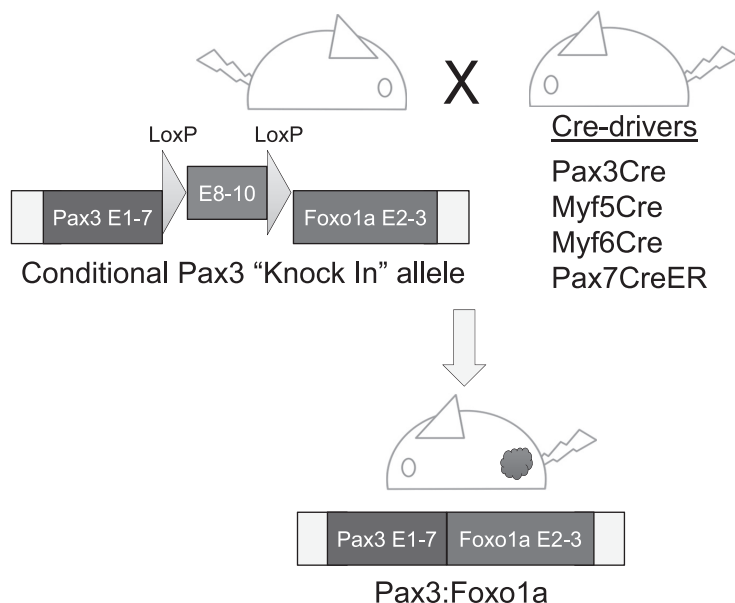 X
Cre-drivers
Pax3Cre
Myf5Cre
Myf6Cre
Pax7CreER
LoxP LoxP
Pax3 E1-7 E8-10 Foxo1a E2-3
Conditional Pax3 “Knock In” allele
Pax3 E1-7 Foxo1a E2-3
Pax3:Foxo1a